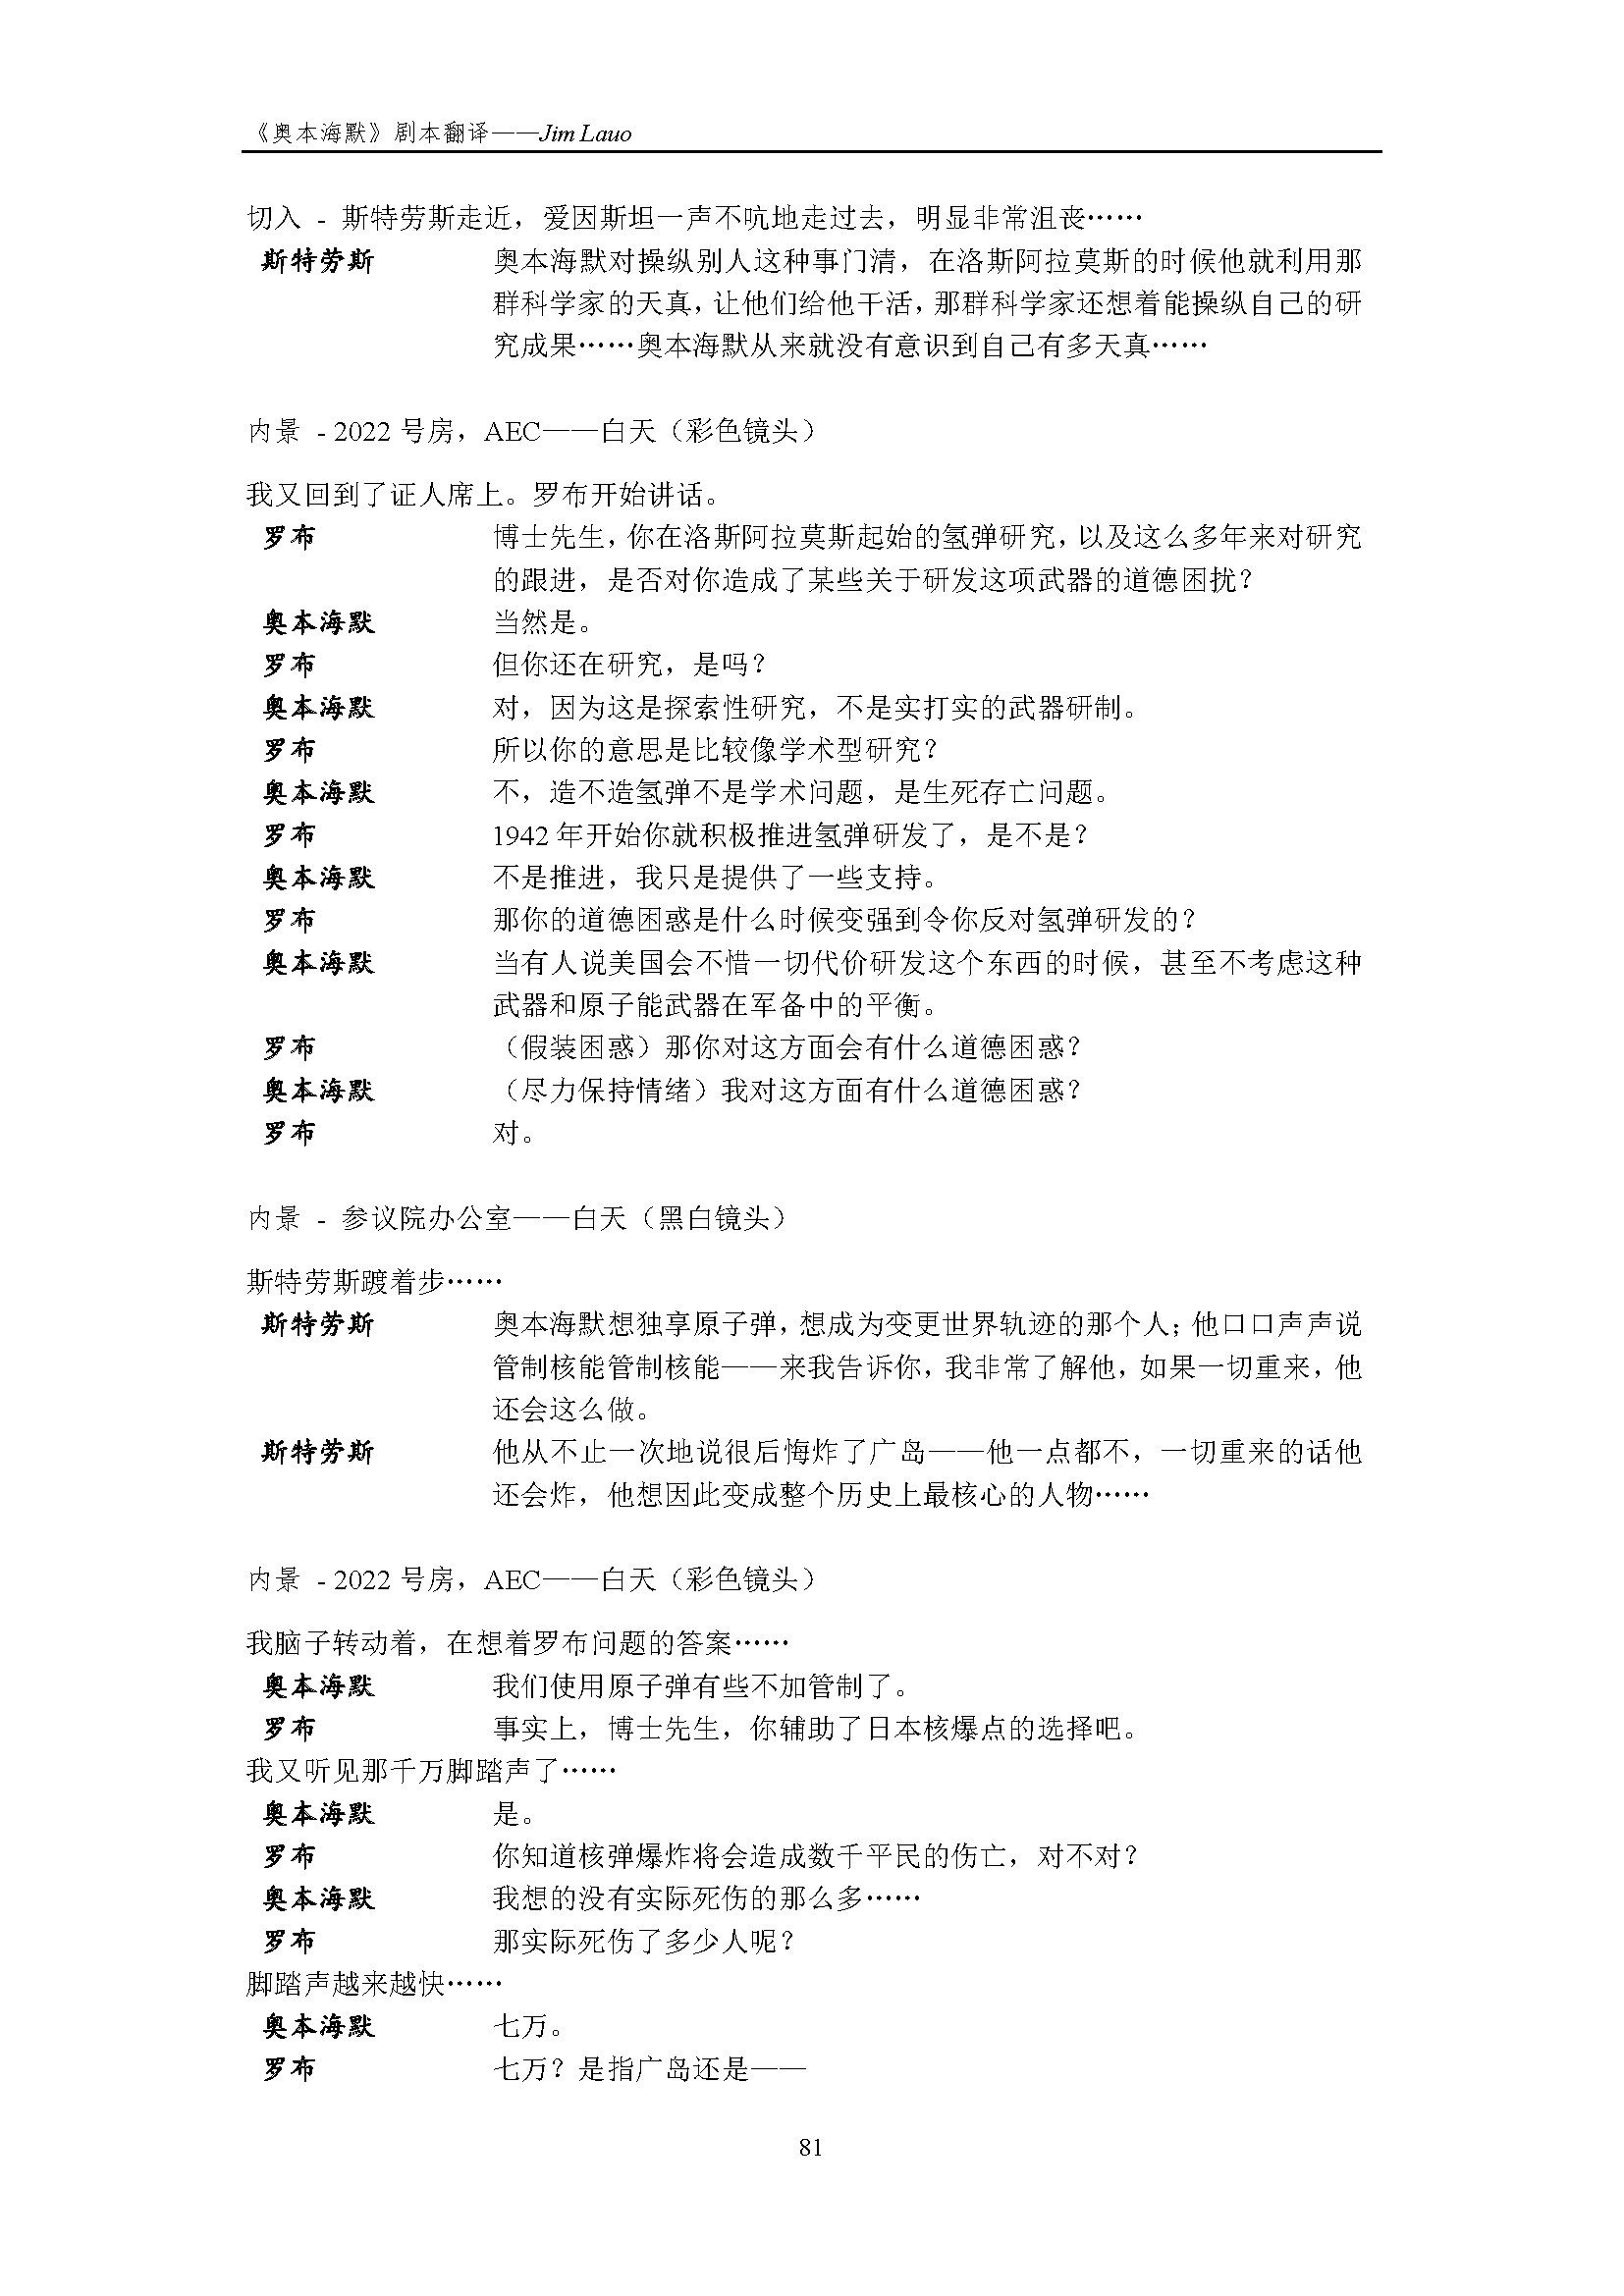 《奥本海默》剧本翻译——Jim Lauo
切入 - 斯特劳斯走近，爱因斯坦一声不吭地走过去，明显非常沮丧……
斯特劳斯 奥本海默对操纵别人这种事门清，在洛斯阿拉莫斯的时候他就利用那
群科学家的天真，让他们给他干活，那群科学家还想着能操纵自己的研
究成果……奥本海默从来就没有意识到自己有多天真……
内景 - 2022 号房，AEC——白天（彩色镜头）
我又回到了证人席上。罗布开始讲话。
罗布 博士先生，你在洛斯阿拉莫斯起始的氢弹研究，以及这么多年来对研究
的跟进，是否对你造成了某些关于研发这项武器的道德困扰？
奥本海默 当然是。
罗布 但你还在研究，是吗？
奥本海默 对，因为这是探索性研究，不是实打实的武器研制。
罗布 所以你的意思是比较像学术型研究？
奥本海默 不，造不造氢弹不是学术问题，是生死存亡问题。
罗布 1942 年开始你就积极推进氢弹研发了，是不是？
奥本海默 不是推进，我只是提供了一些支持。
罗布 那你的道德困惑是什么时候变强到令你反对氢弹研发的？
奥本海默 当有人说美国会不惜一切代价研发这个东西的时候，甚至不考虑这种
武器和原子能武器在军备中的平衡。
罗布 （假装困惑）那你对这方面会有什么道德困惑？
奥本海默 （尽力保持情绪）我对这方面有什么道德困惑？
罗布 对。
内景 - 参议院办公室——白天（黑白镜头）
斯特劳斯踱着步……
斯特劳斯 奥本海默想独享原子弹，想成为变更世界轨迹的那个人；他口口声声说
管制核能管制核能——来我告诉你，我非常了解他，如果一切重来，他
还会这么做。
斯特劳斯 他从不止一次地说很后悔炸了广岛——他一点都不，一切重来的话他
还会炸，他想因此变成整个历史上最核心的人物……
内景 - 2022 号房，AEC——白天（彩色镜头）
我脑子转动着，在想着罗布问题的答案……
奥本海默 我们使用原子弹有些不加管制了。
罗布 事实上，博士先生，你辅助了日本核爆点的选择吧。
我又听见那千万脚踏声了……
奥本海默 是。
罗布 你知道核弹爆炸将会造成数千平民的伤亡，对不对？
奥本海默 我想的没有实际死伤的那么多……
罗布 那实际死伤了多少人呢？
脚踏声越来越快……
奥本海默 七万。
罗布 七万？是指广岛还是——
81